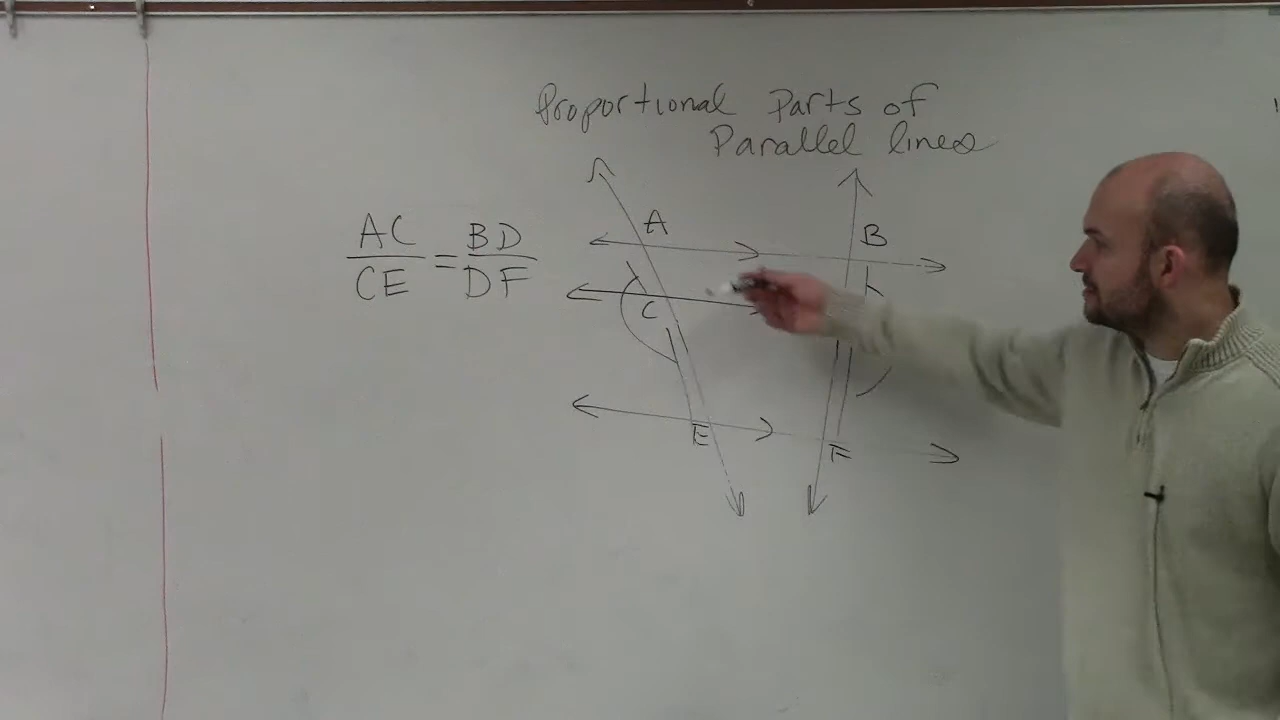 Proportional Parts of
Parallel lines
A
B
AC = BD
CE DF
C
E
F